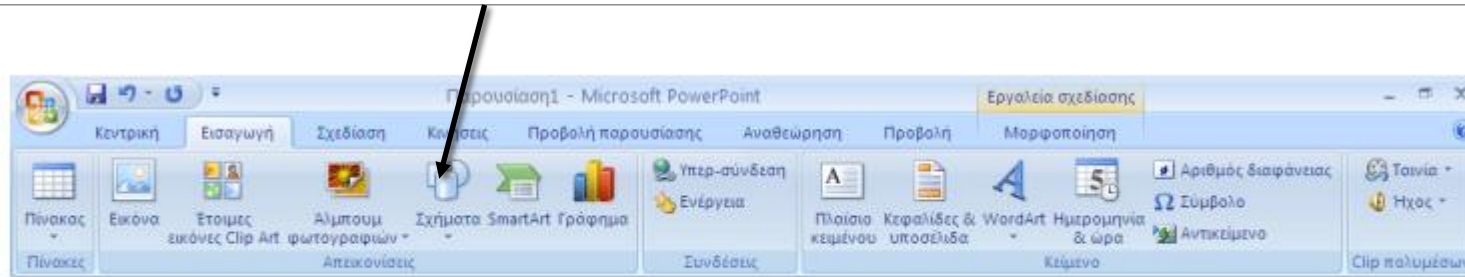 Παρουσίαση1 - Microsoft PowerPoint
Εργαλεία σχεδίασης
Κεντρική Εισαγωγή Σχεδίαση Κινήσεις Προβολή παρουσίασης Αναθεώρηση Προβολή Μορφοποίηση
Πίνακας
Εικόνα
Έτοιμες
εικόνες Clip Art
Άλμπουμ
φωτογραφιών
Σχήματα
SmartArt
Γράφημα
Υπερ-σύνδεση
Ενέργεια
Πλαίσιο
κειμένου
Κεφαλίδες &
υποσέλιδα
WordArt
Ημερομηνία
& ώρα
Αριθμός διαφάνειας
Σύμβολο
Αντικείμενο
Ταινία
Ήχος
Πίνακες Απεικονίσεις Συνδέσεις Κείμενο Clip πολυμέσων